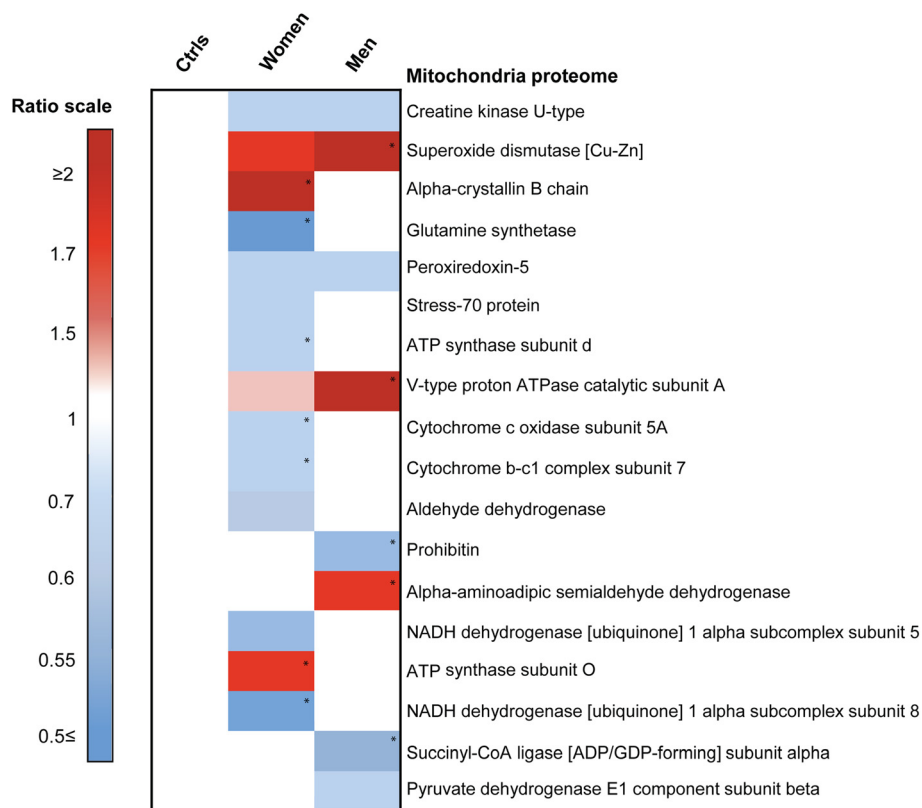 Ctrls
Women
Men
Mitochondria proteome
Ratio scale
≥2
1.7
1.5
1
0.7
0.6
0.55
0.5≤
Creatine kinase U-type
Superoxide dismutase [Cu-Zn]
*
Alpha-crystallin B chain
*
Glutamine synthetase
*
Peroxiredoxin-5
Stress-70 protein
ATP synthase subunit d
*
V-type proton ATPase catalytic subunit A
*
Cytochrome c oxidase subunit 5A
*
Cytochrome b-c1 complex subunit 7
*
Aldehyde dehydrogenase
Prohibitin
*
Alpha-aminoadipic semialdehyde dehydrogenase
*
NADH dehydrogenase [ubiquinone] 1 alpha subcomplex subunit 5
ATP synthase subunit O
*
NADH dehydrogenase [ubiquinone] 1 alpha subcomplex subunit 8
*
Succinyl-CoA ligase [ADP/GDP-forming] subunit alpha
*
Pyruvate dehydrogenase E1 component subunit beta